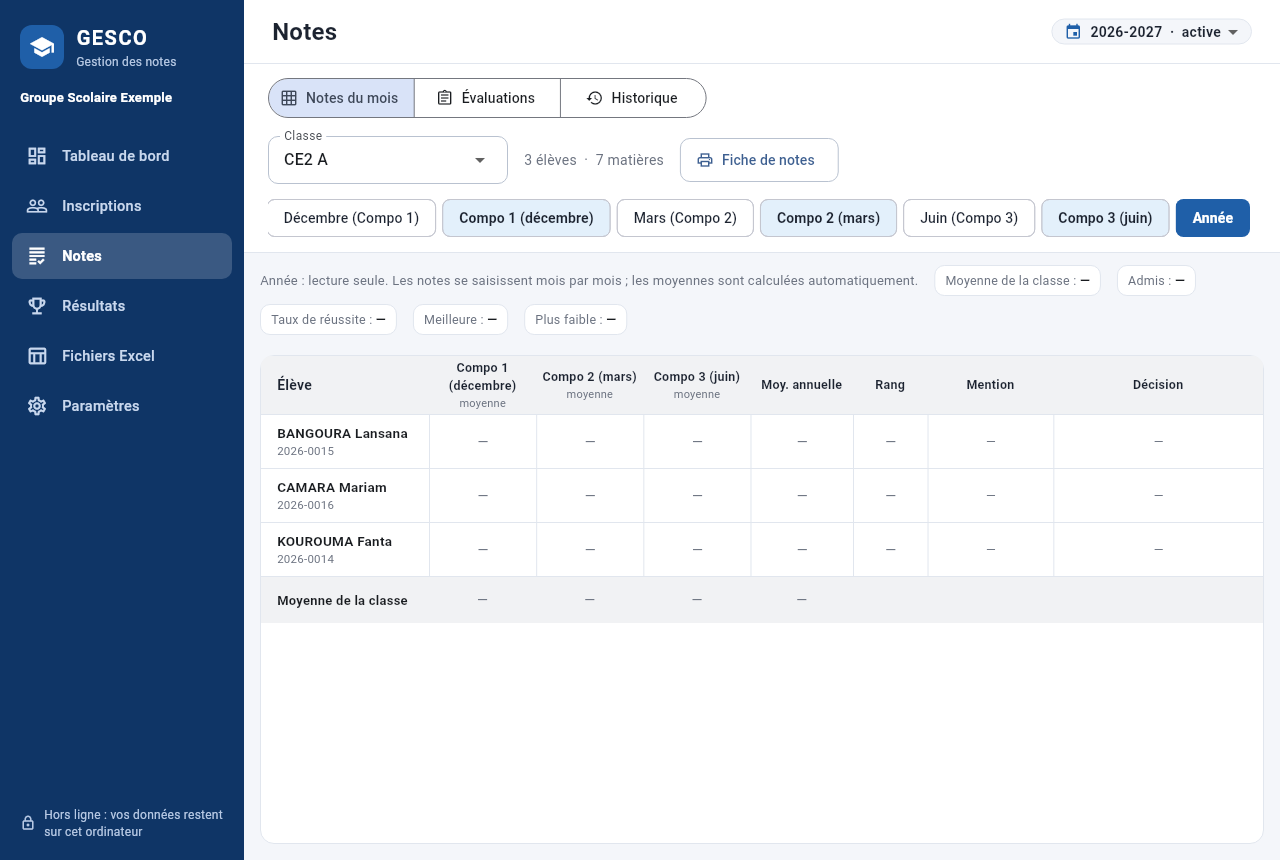 GESCO
Gestion des notes
Groupe Scolaire Exemple
Tableau de bord
Inscriptions
Notes
Résultats
Fichiers Excel
Paramètres
Hors ligne : vos données restent
sur cet ordinateur
Notes
2026-2027 · active
Notes du mois
Évaluations
Historique
Classe
CE2 A
3 élèves · 7 matières
Fiche de notes
Décembre (Compo 1)
Compo 1 (décembre)
Mars (Compo 2)
Compo 2 (mars)
Juin (Compo 3)
Compo 3 (juin)
Année
Année : lecture seule. Les notes se saisissent mois par mois ; les moyennes sont calculées automatiquement.
Moyenne de la classe : —
Admis : —
Taux de réussite : —
Meilleure : —
Plus faible : —
Élève
Compo 1
(décembre)
moyenne
Compo 2 (mars)
moyenne
Compo 3 (juin)
moyenne
Moy. annuelle
Rang
Mention
Décision
BANGOURA Lansana
2026-0015
— — — — — — —
CAMARA Mariam
2026-0016
— — — — — — —
KOUROUMA Fanta
2026-0014
— — — — — — —
Moyenne de la classe — — — —